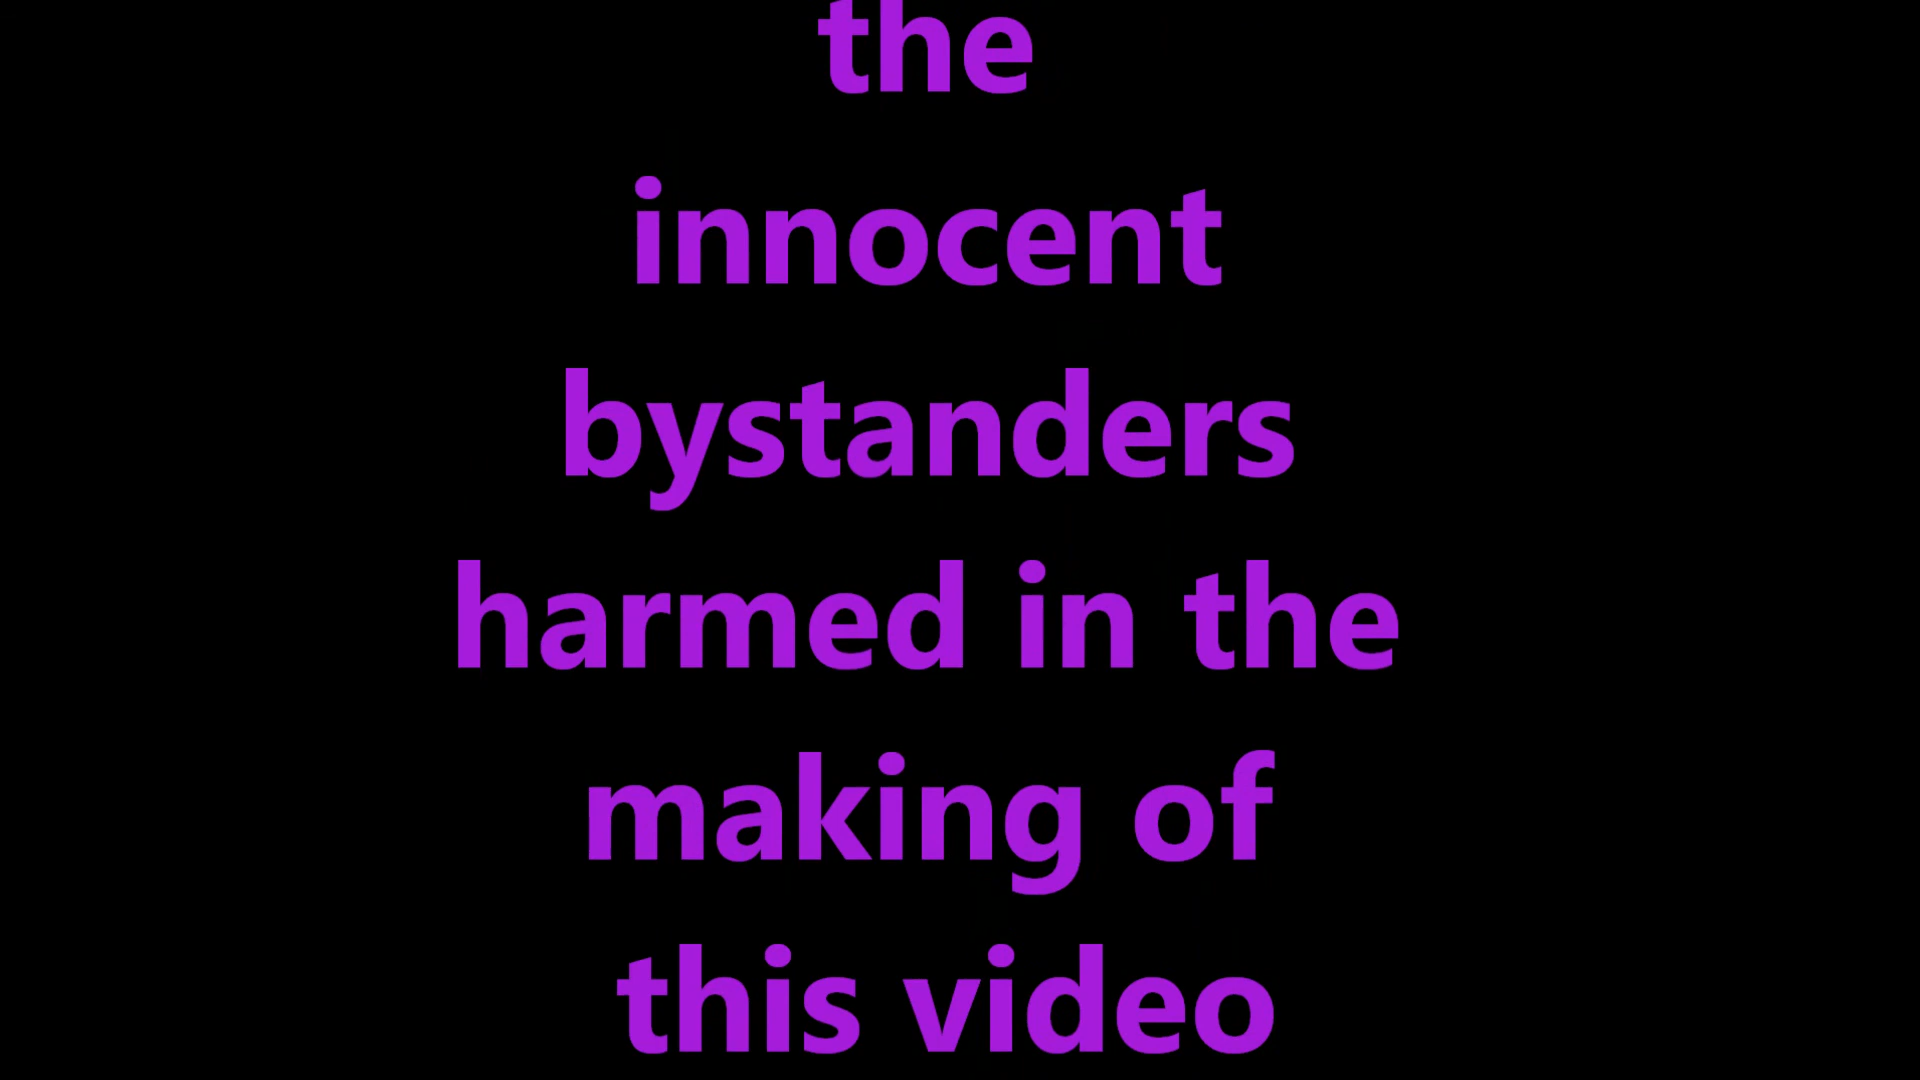 the
innocent
bystanders
harmed in the
making of
this video